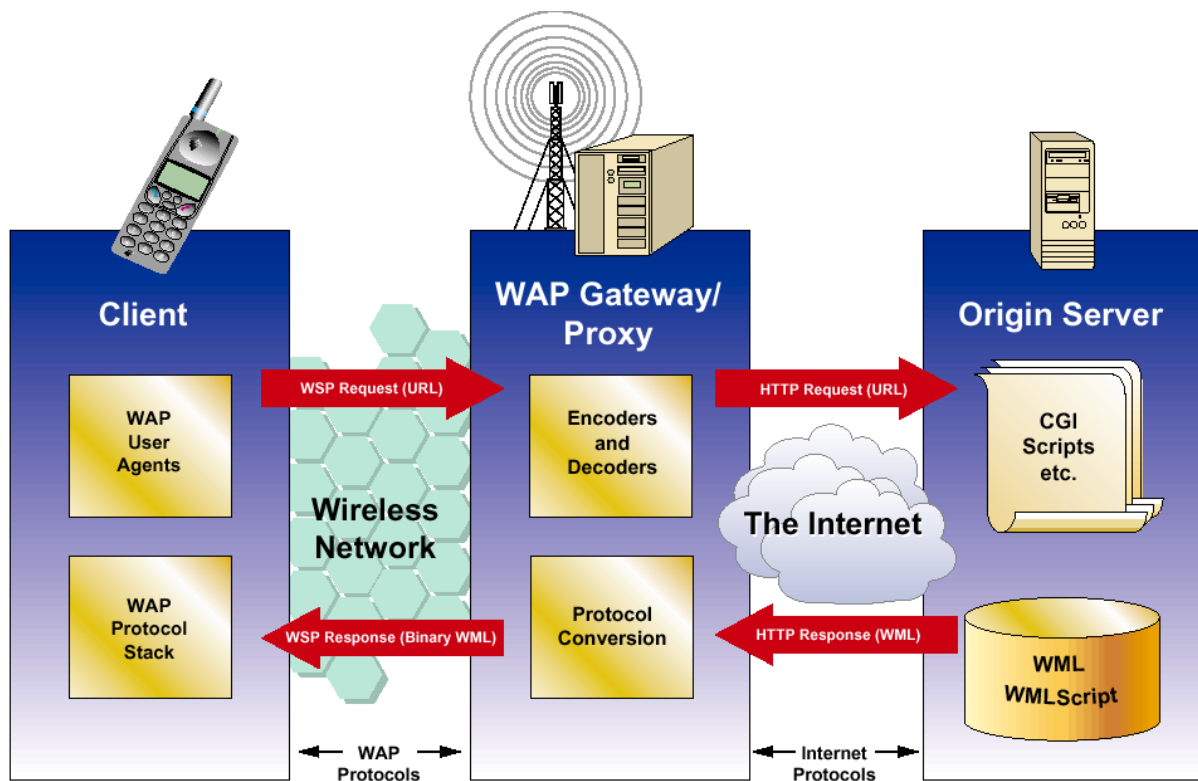 Client
WAP
User
Agents
WAP
Protocol
Stack
WSP Request (URL)
Wireless
Network
WSP Response (Binary WML)
WAP
Protocols
WAP Gateway/
Proxy
Encoders
and
Decoders
Protocol
Conversion
HTTP Request (URL)
The Internet
HTTP Response (WML)
Internet
Protocols
Origin Server
CGI
Scripts
etc.
WML
WMLScript